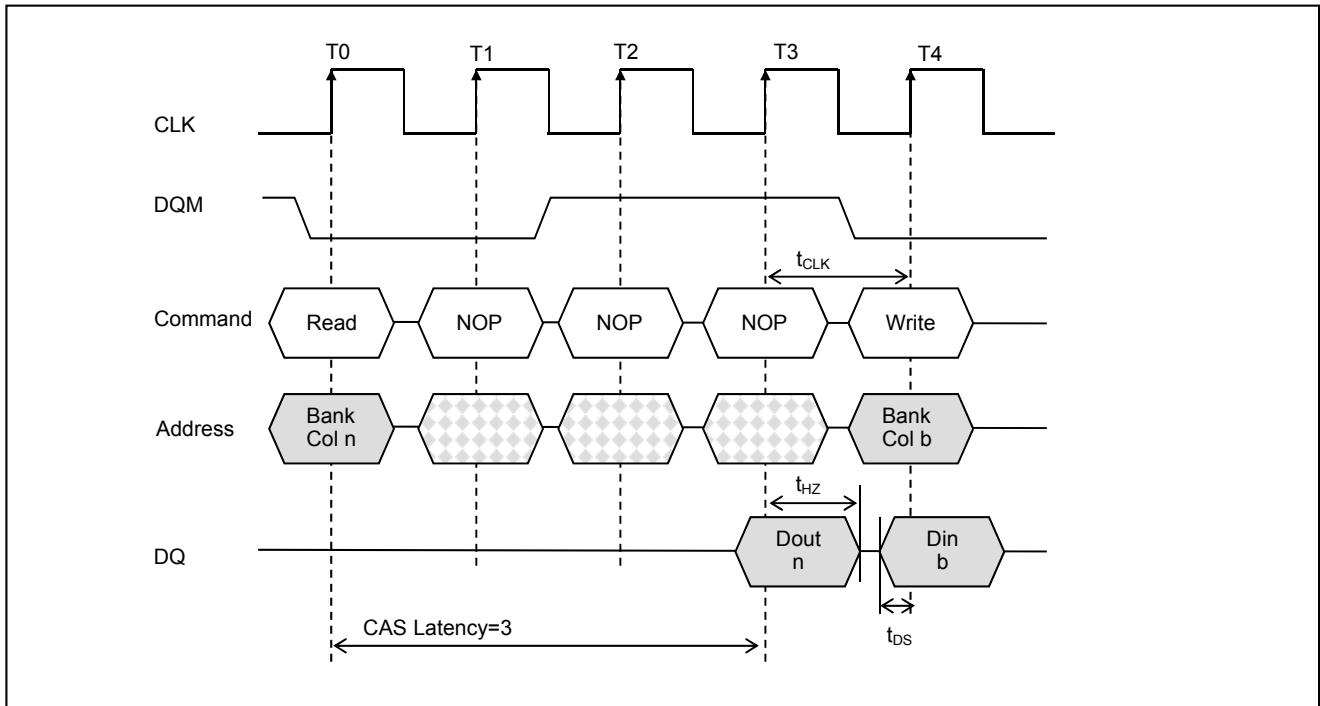 T0 T1 T2 T3 T4
CLK
DQM
tCLK
Command Read NOP NOP NOP Write
Address Bank Col n Bank Col b
tHZ
DQ Dout n Din b
CAS Latency=3
tDS